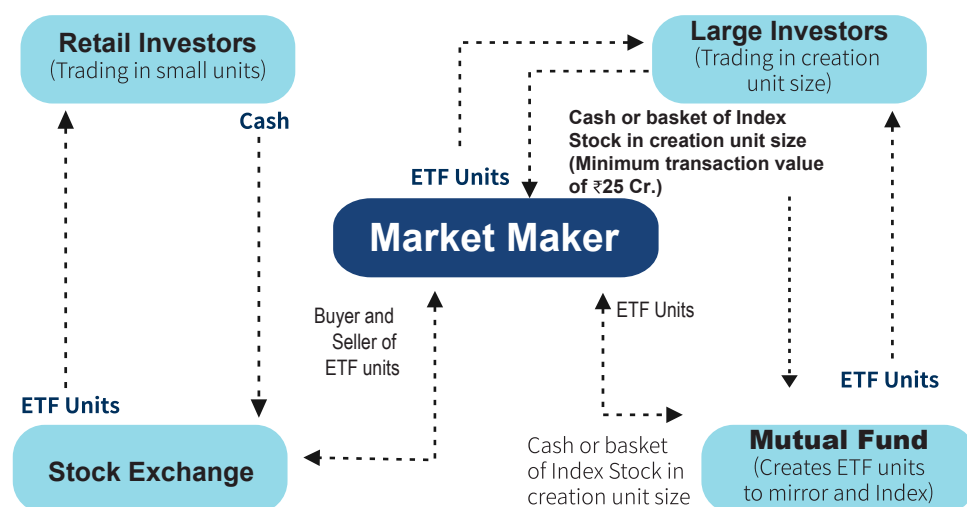 Retail Investors
(Trading in small units)
Large Investors
(Trading in creation
unit size)
Cash
Cash or basket of Index
Stock in creation unit size
(Minimum transaction value
of ₹25 Cr.)
ETF Units
Market Maker
Buyer and
Seller of
ETF units
ETF Units
ETF Units
ETF Units
Stock Exchange
Cash or basket
of Index Stock in
creation unit size
Mutual Fund
(Creates ETF units
to mirror and Index)